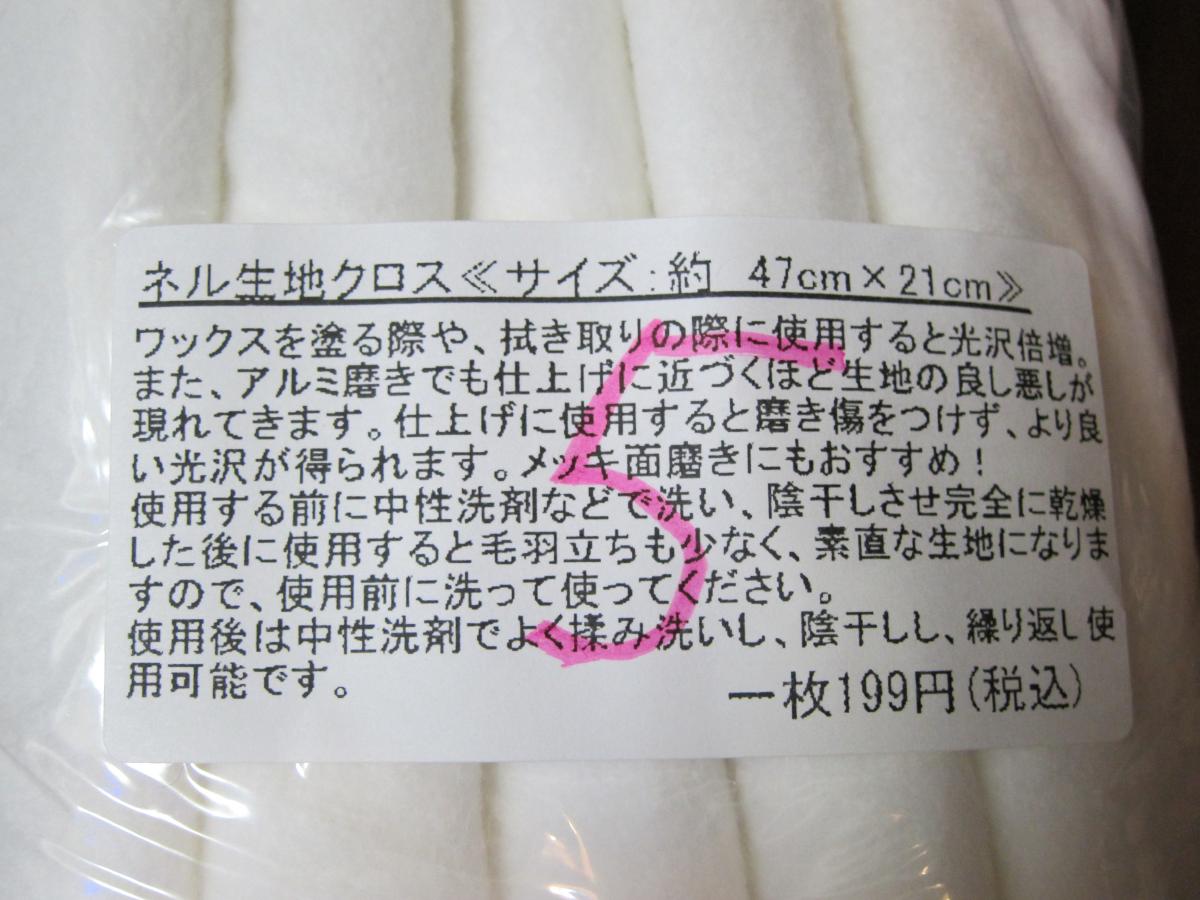 ネル生地クロス≪サイズ:約 47cm×21cm≫
ワックスを塗る際や、拭き取りの際に使用すると光沢倍増。
また、アルミ磨きでも仕上げに近づくほど生地の良し悪しが
現れてきます。仕上げに使用すると磨き傷をつけず、より良
い光沢が得られます。メッキ面磨きにもおすすめ!
使用する前に中性洗剤などで洗い、陰干しさせ完全に乾燥
した後に使用すると毛羽立ちも少なく、素直な生地になりま
すので、使用前に洗って使ってください。
使用後は中性洗剤でよく揉み洗いし、陰干しし、繰り返し使
用可能です。
一枚199円(税込)
5